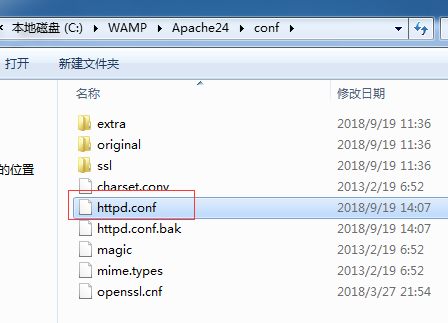 本地磁盘 (C:) ▸ WAMP ▸ Apache24 ▸ conf ▸
打开 新建文件夹
名称 修改日期
extra 2018/9/19 11:36
original 2018/9/19 11:36
ssl 2018/9/19 11:36
的位置
charset.conv 2013/2/19 6:52
httpd.conf 2018/9/19 14:07
httpd.conf.bak 2018/9/19 14:07
magic 2013/2/19 6:52
mime.types 2013/2/19 6:52
openssl.cnf 2018/3/27 21:54